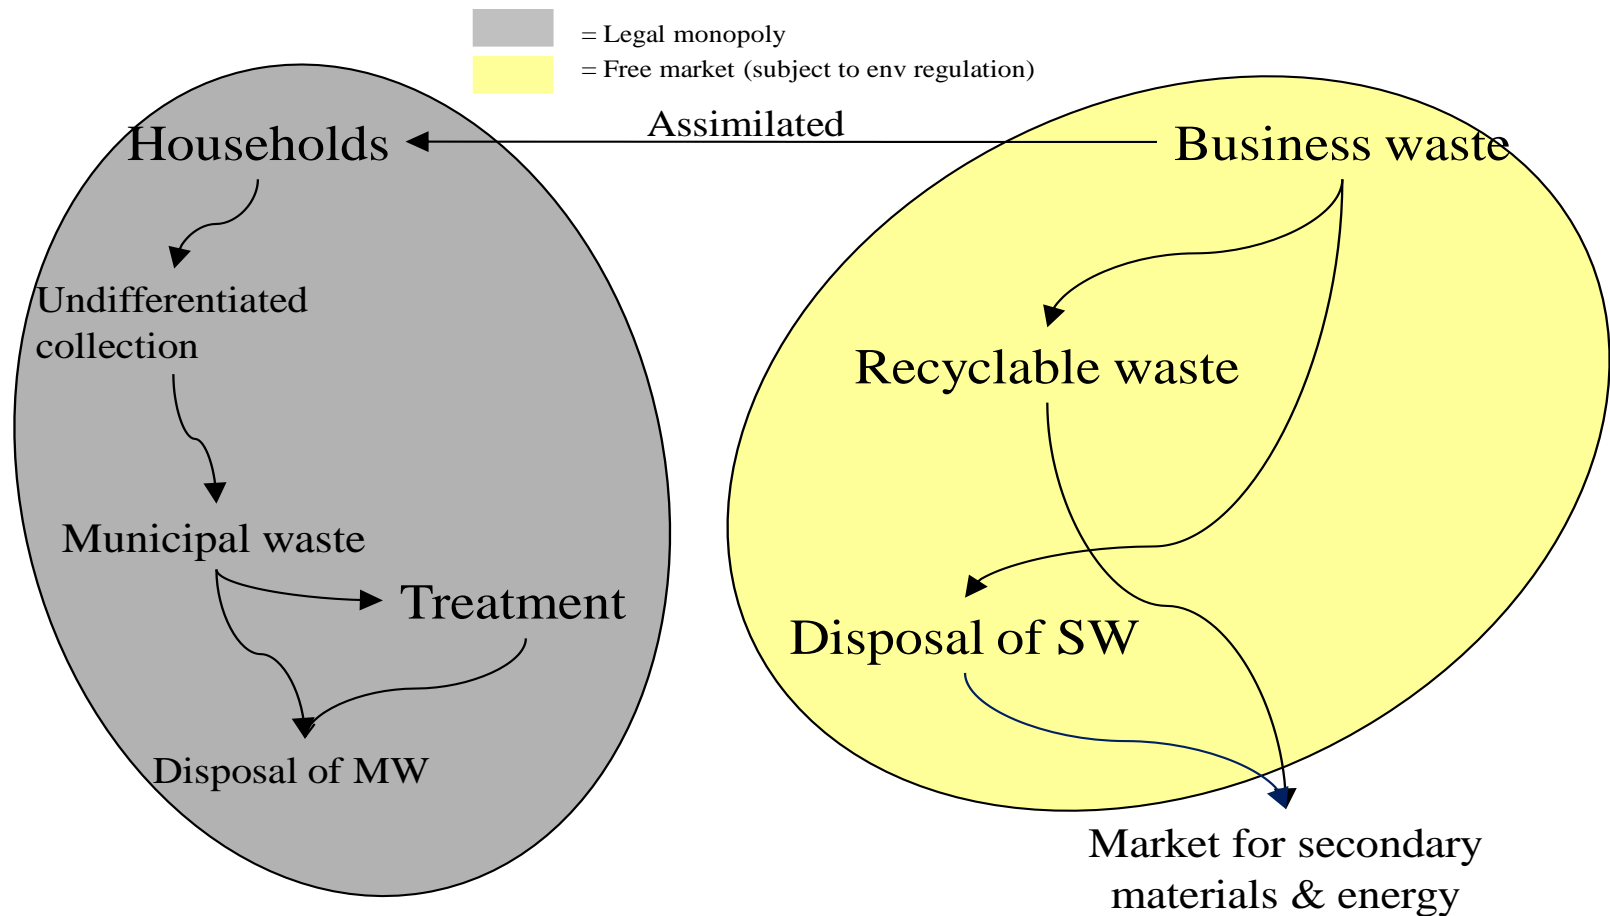 = Legal monopoly
= Free market (subject to env regulation)
Assimilated
Households
Business waste
Undifferentiated
collection
Recyclable waste
Municipal waste
Treatment
Disposal of SW
Disposal of MW
Market for secondary
materials & energy